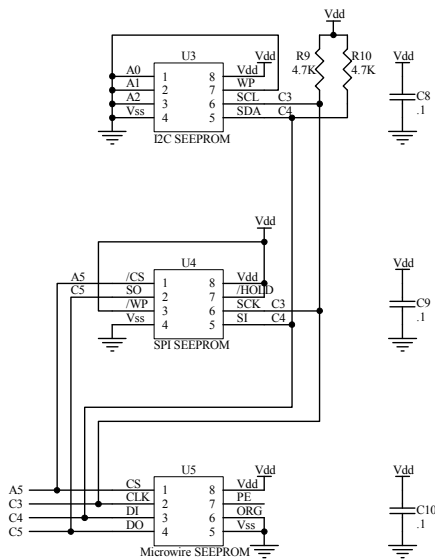 Vdd
U3
Vdd
R9
R10
Vdd
A0
1
8
Vdd
4.7K
4.7K
A1
2
7
WP
A2
3
6
SCL
C3
C8
Vss
4
5
SDA
C4
.1
I2C SEEPROM
Vdd
Vdd
U4
A5
/CS
1
8
Vdd
C5
SO
2
7
/HOLD
/WP
3
6
SCK
C3
C9
Vss
4
5
SI
C4
.1
SPI SEEPROM
U5
Vdd
Vdd
A5
CS
1
8
Vdd
C3
CLK
2
7
PE
C4
DI
3
6
ORG
C10
C5
DO
4
5
Vss
.1
Microwire SEEPROM